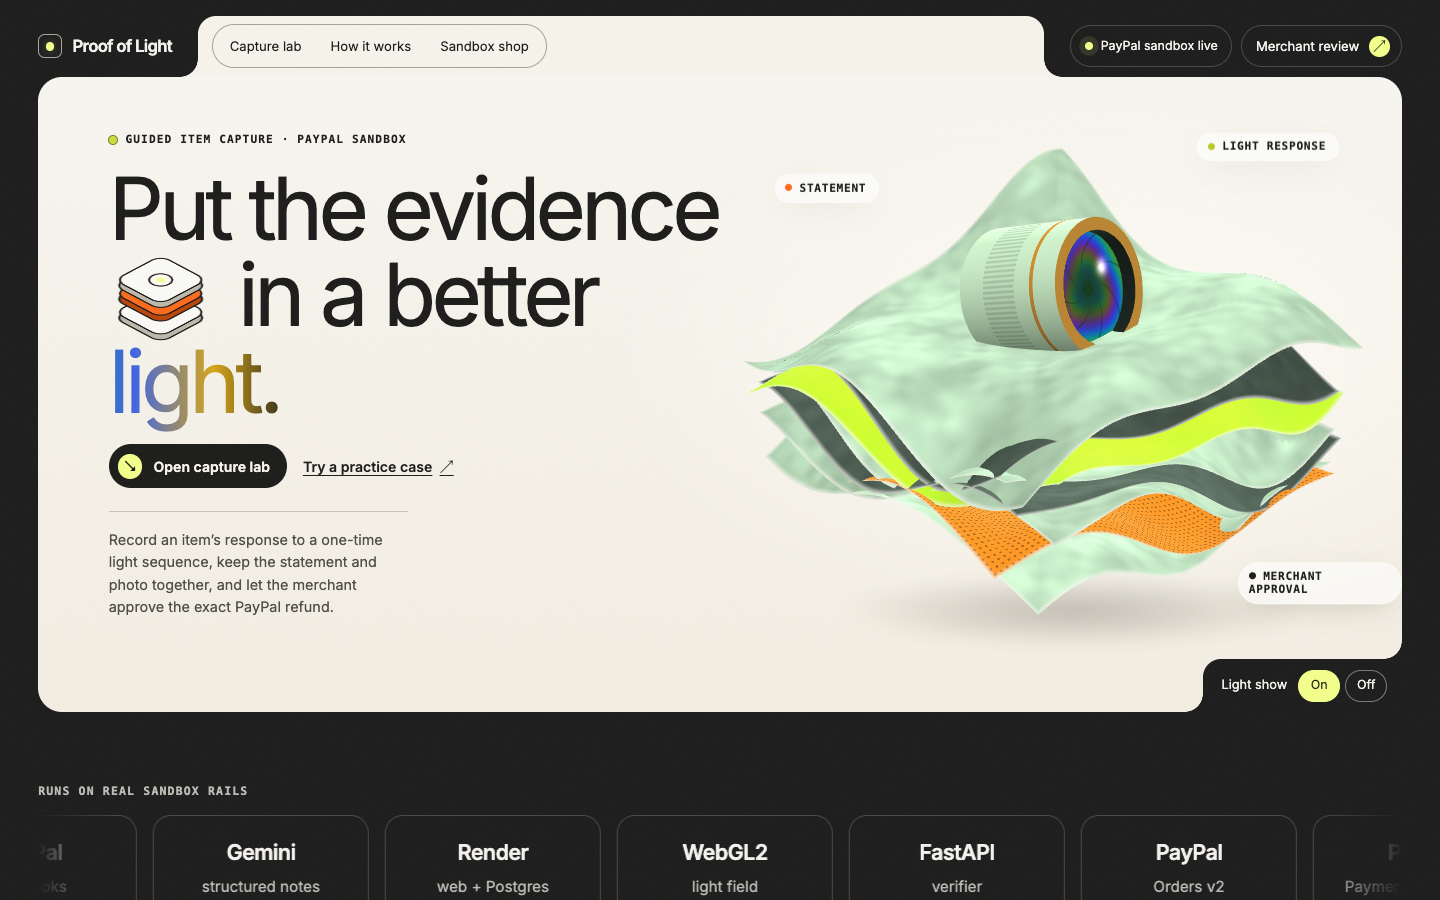 Proof of Light
Capture lab
How it works
Sandbox shop
PayPal sandbox live
Merchant review
GUIDED ITEM CAPTURE · PAYPAL SANDBOX
Put the evidence
in a better
light.
Open capture lab
Try a practice case
Record an item's response to a one-time
light sequence, keep the statement and
photo together, and let the merchant
approve the exact PayPal refund.
STATEMENT
LIGHT RESPONSE
MERCHANT
APPROVAL
Light show
On
Off
RUNS ON REAL SANDBOX RAILS
Gemini
structured notes
Render
web + Postgres
WebGL2
light field
FastAPI
verifier
PayPal
Orders v2